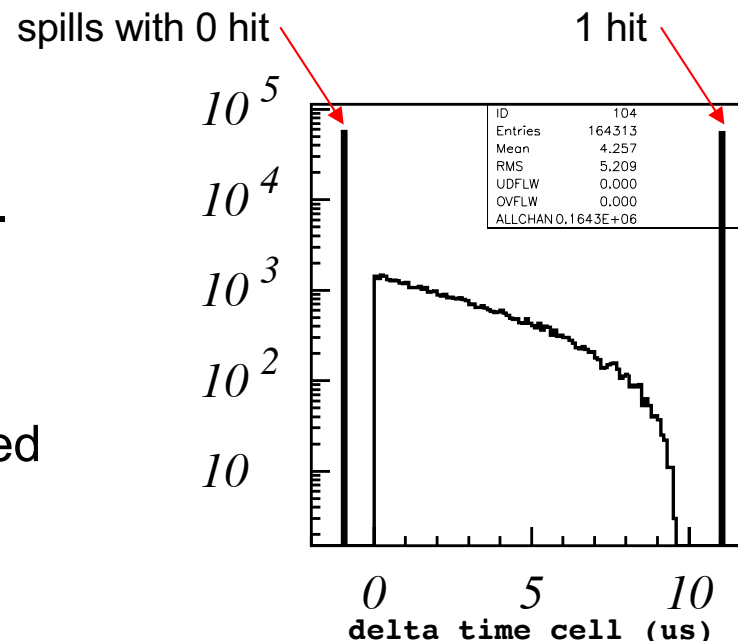 spills with 0 hit
1 hit
10 5
ID 104
Entries 164313
Mean 4.257
RMS 5.209
UDFLW 0.000
OVFLW 0.000
ALLCHAN 0.1643E+06
10 4
10 3
10 2
ed
10
0 5 10
delta time cell (us)